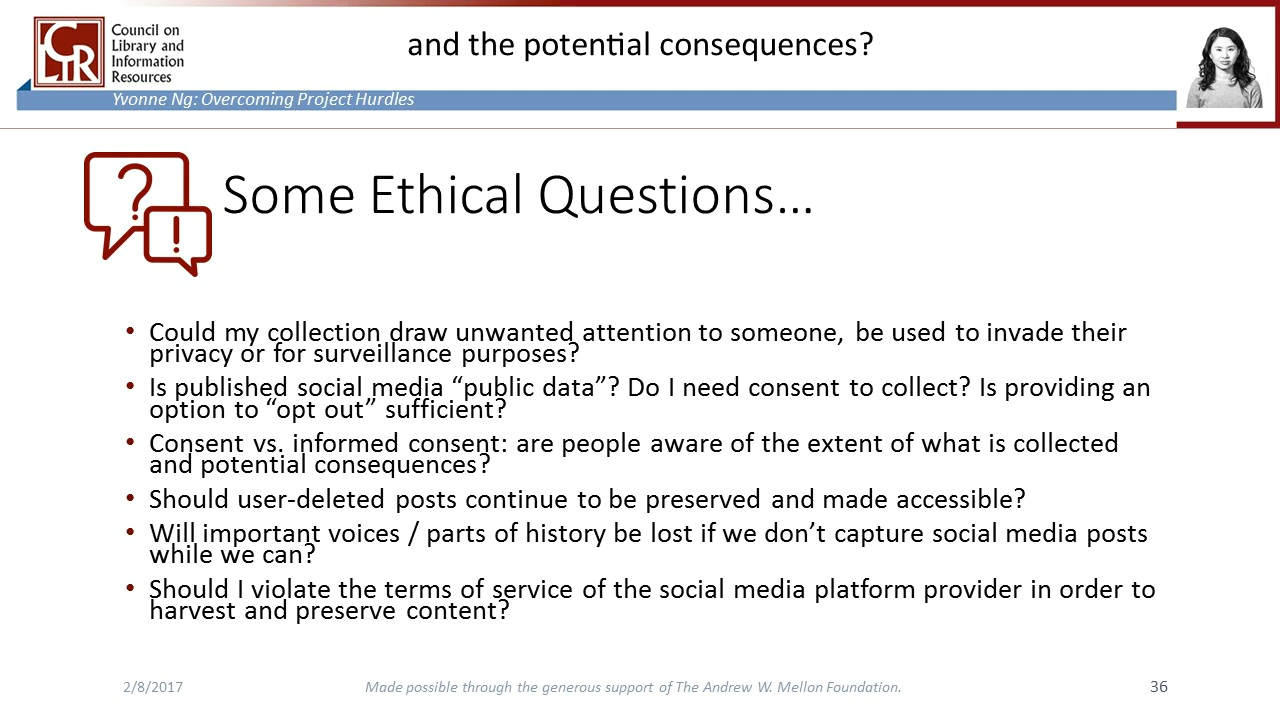 Council on
Library and
Information
Resources
CLIR
and the potential consequences?
Yvonne Ng: Overcoming Project Hurdles
?
!
Some Ethical Questions...
• Could my collection draw unwanted attention to someone, be used to invade their
privacy or for surveillance purposes?
• Is published social media “public data”? Do I need consent to collect? Is providing an
option to “opt out” sufficient?
• Consent vs. informed consent: are people aware of the extent of what is collected
and potential consequences?
• Should user-deleted posts continue to be preserved and made accessible?
• Will important voices / parts of history be lost if we don’t capture social media posts
while we can?
• Should I violate the terms of service of the social media platform provider in order to
harvest and preserve content?
2/8/2017
Made possible through the generous support of The Andrew W. Mellon Foundation.
36